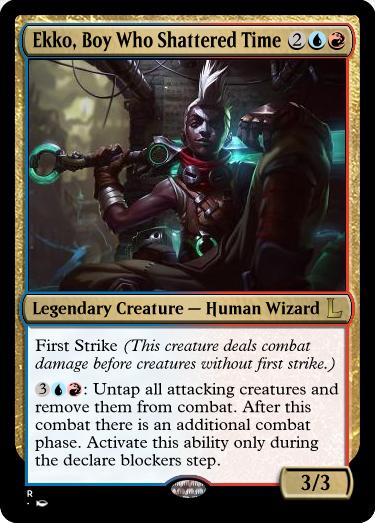 Ekko, Boy Who Shattered Time 2
Legendary Creature — Human Wizard L
First Strike (This creature deals combat
damage before creatures without first strike.)
3: Untap all attacking creatures and
remove them from combat. After this
combat there is an additional combat
phase. Activate this ability only during
the declare blockers step.
3/3
R